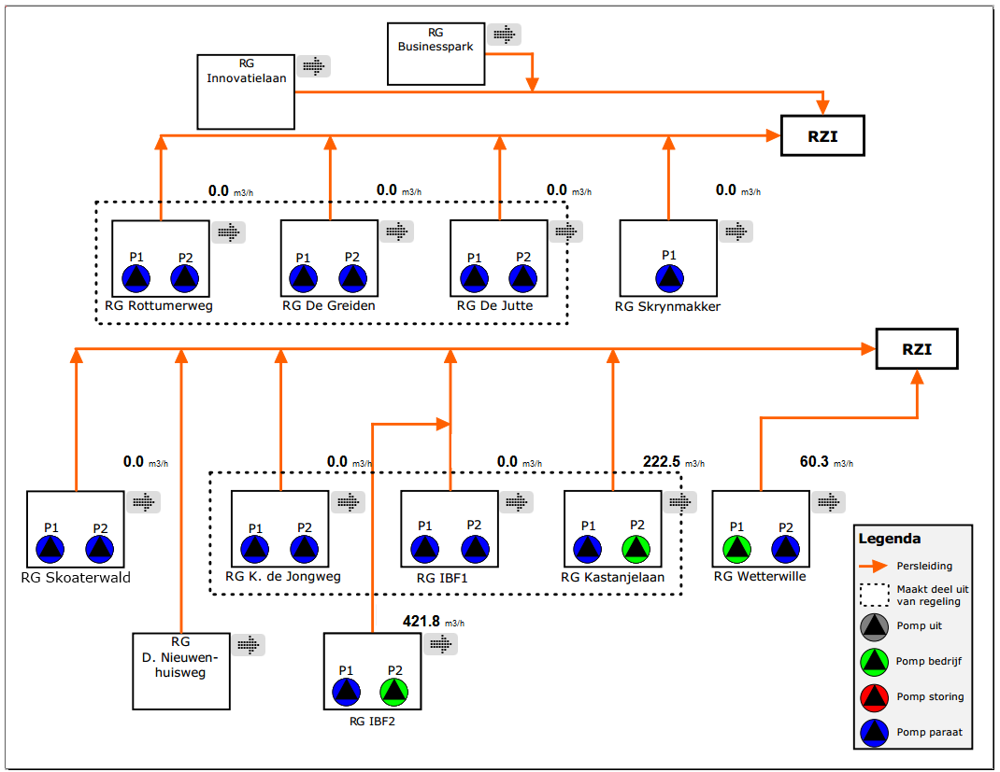 RG
Businesspark
RG
Innovatielaan
RZI
0.0 m3/h
0.0 m3/h
0.0 m3/h
0.0 m3/h
P1 P2
P1 P2
P1 P2
P1
RG Rottumerweg
RG De Greiden
RG De Jutte
RG Skrynmakker
RZI
0.0 m3/h
0.0 m3/h
0.0 m3/h
222.5 m3/h
60.3 m3/h
P1 P2
P1 P2
P1 P2
P1 P2
P1 P2
RG Skoaterwald
RG K. de Jongweg
RG IBF1
RG Kastanjelaan
RG Wetterwille
421.8 m3/h
RG
D. Nieuwen-
huisweg
P1 P2
RG IBF2
Legenda
Persleiding
Maakt deel uit
van regeling
Pomp uit
Pomp bedrijf
Pomp storing
Pomp paraat